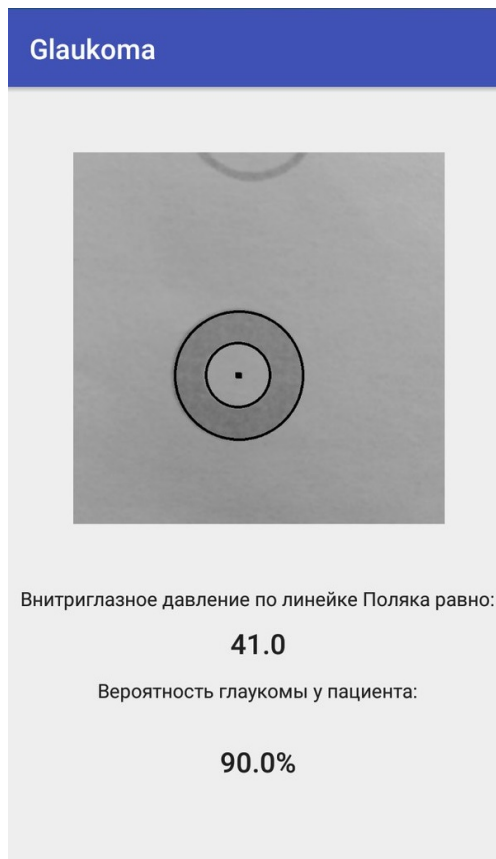 Glaukoma
Внитриглазное давление по линейке Поляка равно:
41.0
Вероятность глаукомы у пациента:
90.0%